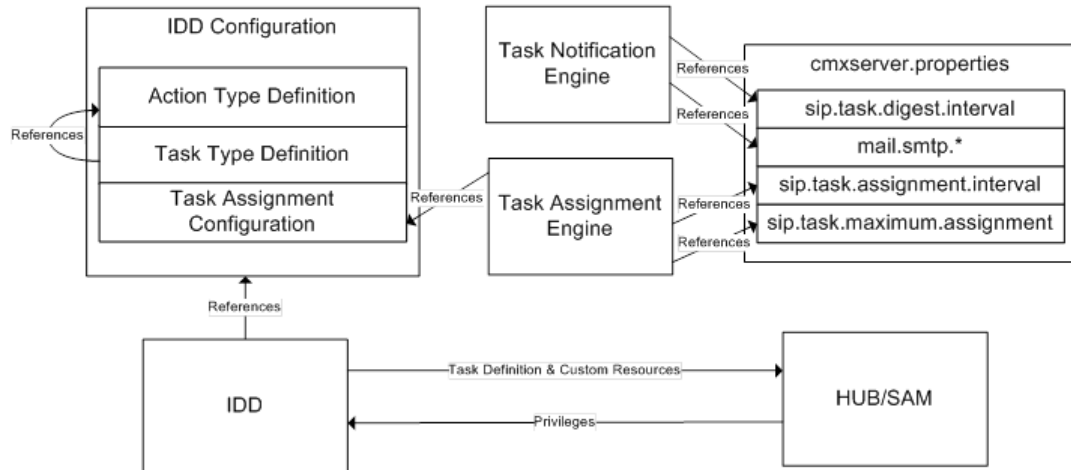 IDD Configuration
Action Type Definition
References
Task Type Definition
Task Assignment
Configuration
Task Notification
Engine
References
References
cmxserver.properties
sip.task.digest.interval
mail.smtp.*
sip.task.assignment.interval
sip.task.maximum.assignment
References
Task Assignment
Engine
References
References
References
IDD
Task Definition & Custom Resources
Privileges
HUB/SAM